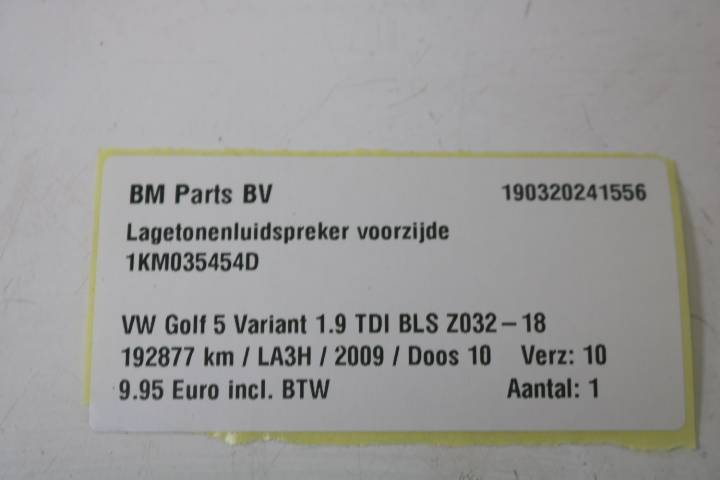 BM Parts BV 190320241556
Lagetonenluidspreker voorzijde
1KM035454D
VW Golf 5 Variant 1.9 TDI BLS Z032-18
192877 km / LA3H / 2009 / Doos 10 Verz: 10
9.95 Euro incl. BTW Aantal: 1